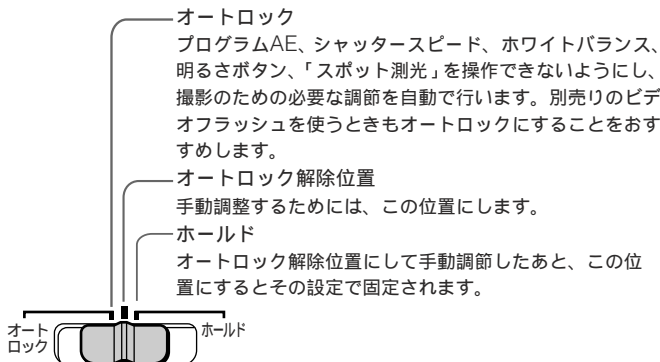 オートロック
プログラムAE、シャッタースピード、ホワイトバランス、
明るさボタン、「スポット測光」を操作できないようにし、
撮影のための必要な調節を自動で行います。別売りのビデ
オフラッシュを使うときもオートロックにすることをおす
すめします。
オートロック解除位置
手動調整するためには、この位置にします。
ホールド
オートロック解除位置にして手動調節したあと、この位
置にするとその設定で固定されます。
オート
ロック
ホールド